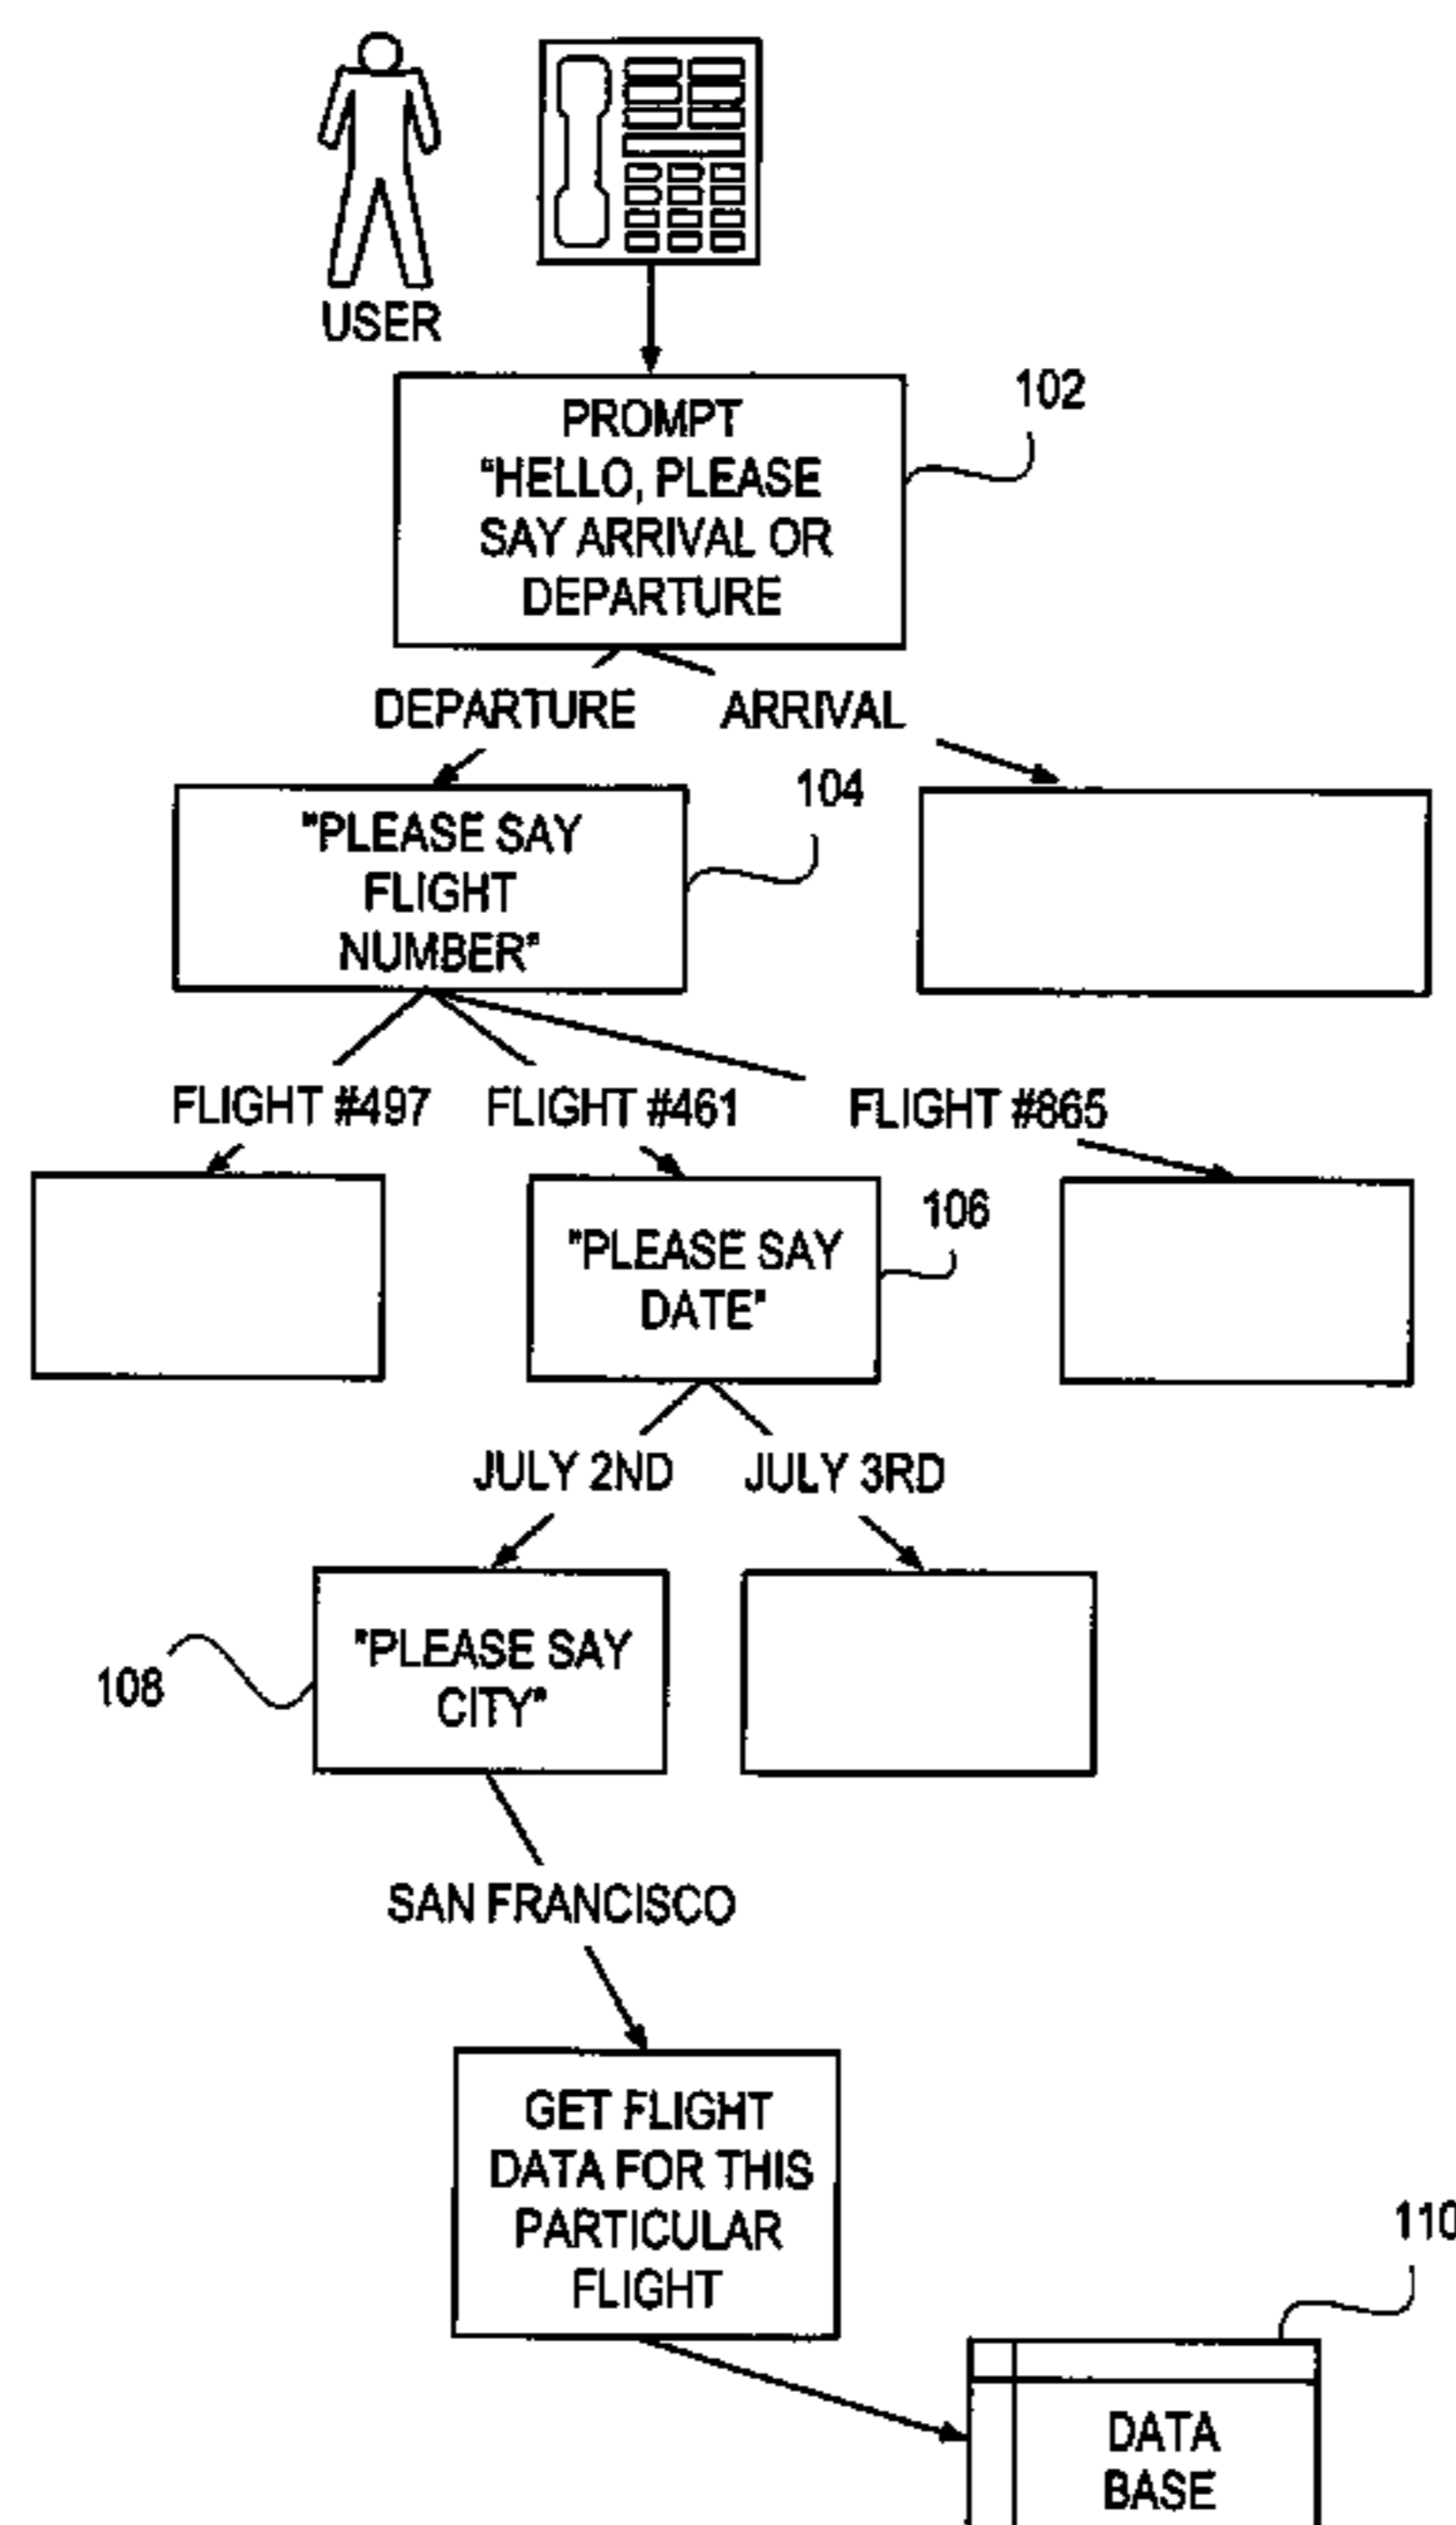 USER
PROMPT
"HELLO, PLEASE
SAY ARRIVAL OR
DEPARTURE
102
DEPARTURE
ARRIVAL
"PLEASE SAY
FLIGHT
NUMBER"
104
FLIGHT #497
FLIGHT #461
FLIGHT #865
"PLEASE SAY
DATE"
106
JULY 2ND
JULY 3RD
"PLEASE SAY
CITY"
108
SAN FRANCISCO
GET FLIGHT
DATA FOR THIS
PARTICULAR
FLIGHT
110
DATA
BASE